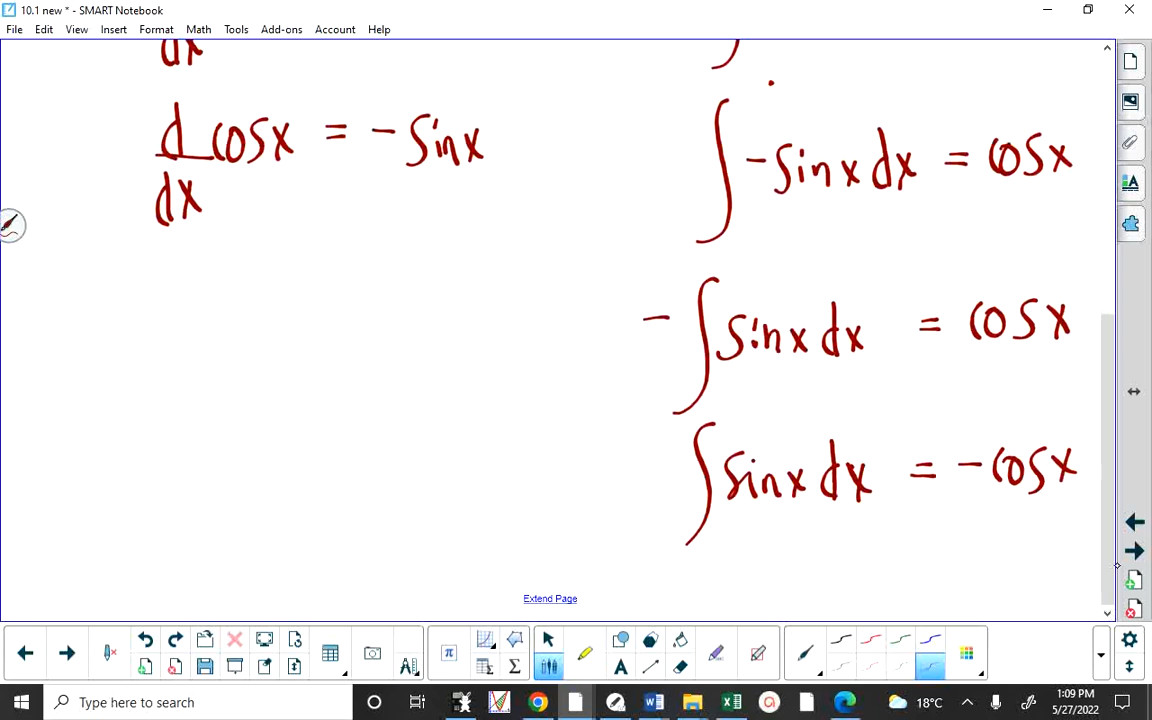 10.1 new * - SMART Notebook
File Edit View Insert Format Math Tools Add-ons Account Help
dx
d/dx cosx = -sinx
∫ -sinx dx = cosx
- ∫ sinx dx = cosx
∫ sinx dx = -cosx
Extend Page
Type here to search
18°C
1:09 PM
5/27/2022